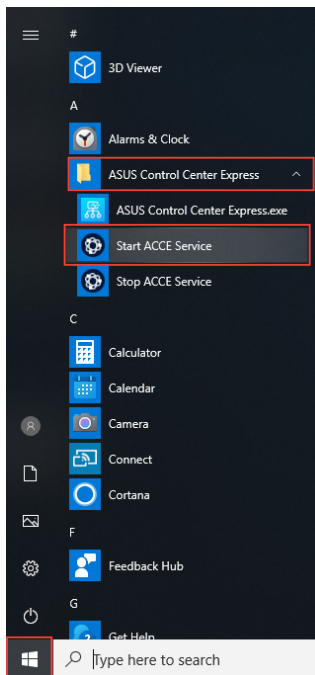 #
3D Viewer
A
Alarms & Clock
ASUS Control Center Express
ASUS Control Center Express.exe
Start ACCE Service
Stop ACCE Service
C
Calculator
Calendar
Camera
Connect
Cortana
F
Feedback Hub
G
Get Help
Type here to search